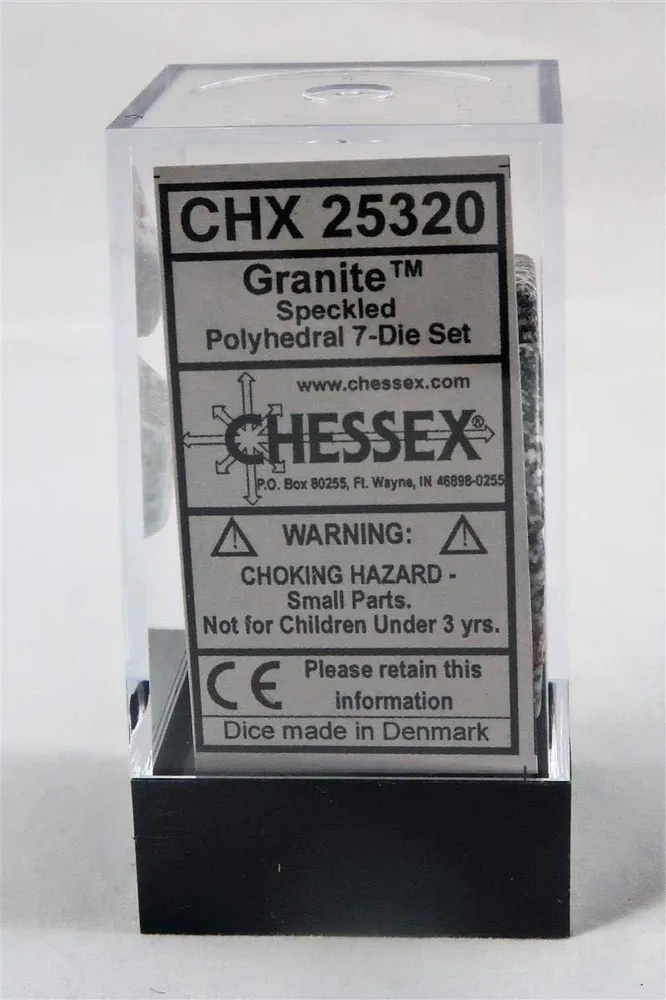 CHX 25320
Granite™
Speckled
Polyhedral 7-Die Set
www.chessex.com
CHESSEX®
P.O. Box 80255, Ft. Wayne, IN 46898-0255
WARNING:
CHOKING HAZARD -
Small Parts.
Not for Children Under 3 yrs.
CE Please retain this
information
Dice made in Denmark